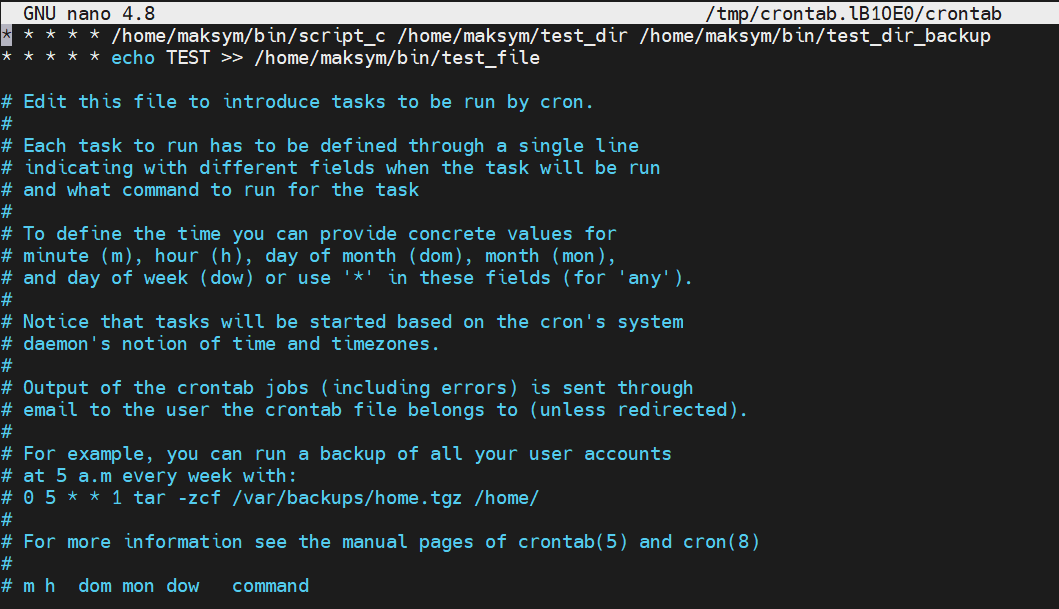 GNU nano 4.8 /tmp/crontab.lB1OE0/crontab
* * * * * /home/maksym/bin/script_c /home/maksym/test_dir /home/maksym/bin/test_dir_backup
* * * * * echo TEST >> /home/maksym/bin/test_file

# Edit this file to introduce tasks to be run by cron.
#
# Each task to run has to be defined through a single line
# indicating with different fields when the task will be run
# and what command to run for the task
#
# To define the time you can provide concrete values for
# minute (m), hour (h), day of month (dom), month (mon),
# and day of week (dow) or use '*' in these fields (for 'any').
#
# Notice that tasks will be started based on the cron's system
# daemon's notion of time and timezones.
#
# Output of the crontab jobs (including errors) is sent through
# email to the user the crontab file belongs to (unless redirected).
#
# For example, you can run a backup of all your user accounts
# at 5 a.m every week with:
# 0 5 * * 1 tar -zcf /var/backups/home.tgz /home/
#
# For more information see the manual pages of crontab(5) and cron(8)
#
# m h  dom mon dow   command